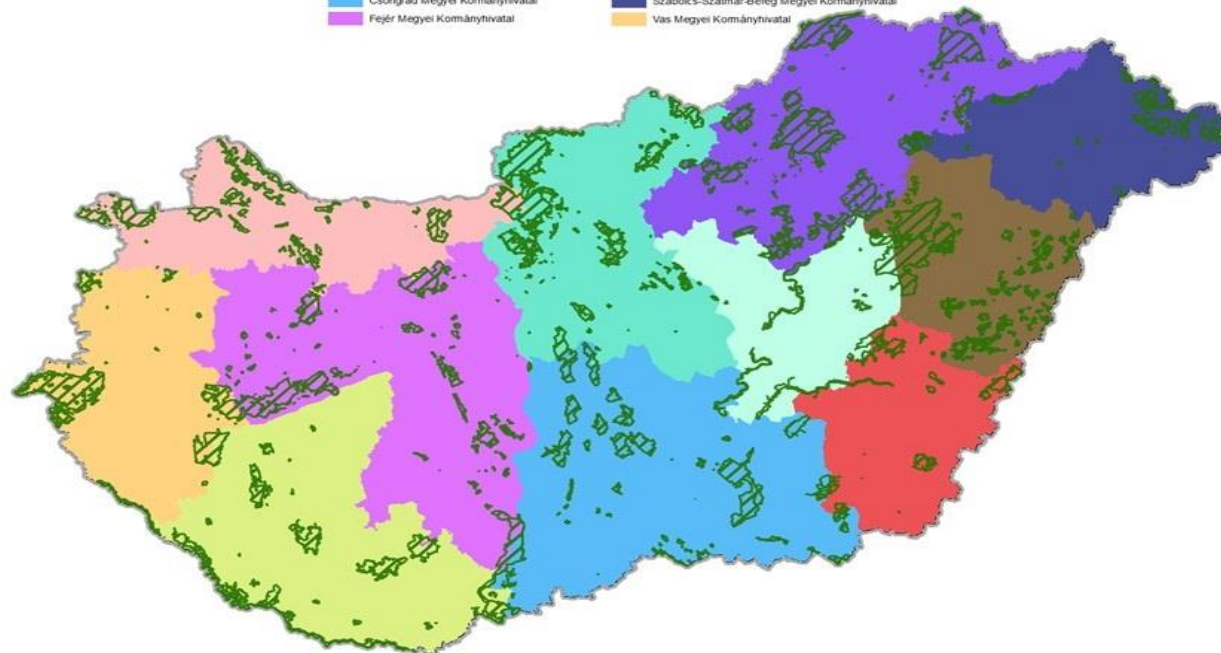 Csongrád Megyei Kormányhivatal
Szabolcs-Szatmár-Bereg Megyei Kormányhivatal
Fejér Megyei Kormányhivatal
Vas Megyei Kormányhivatal